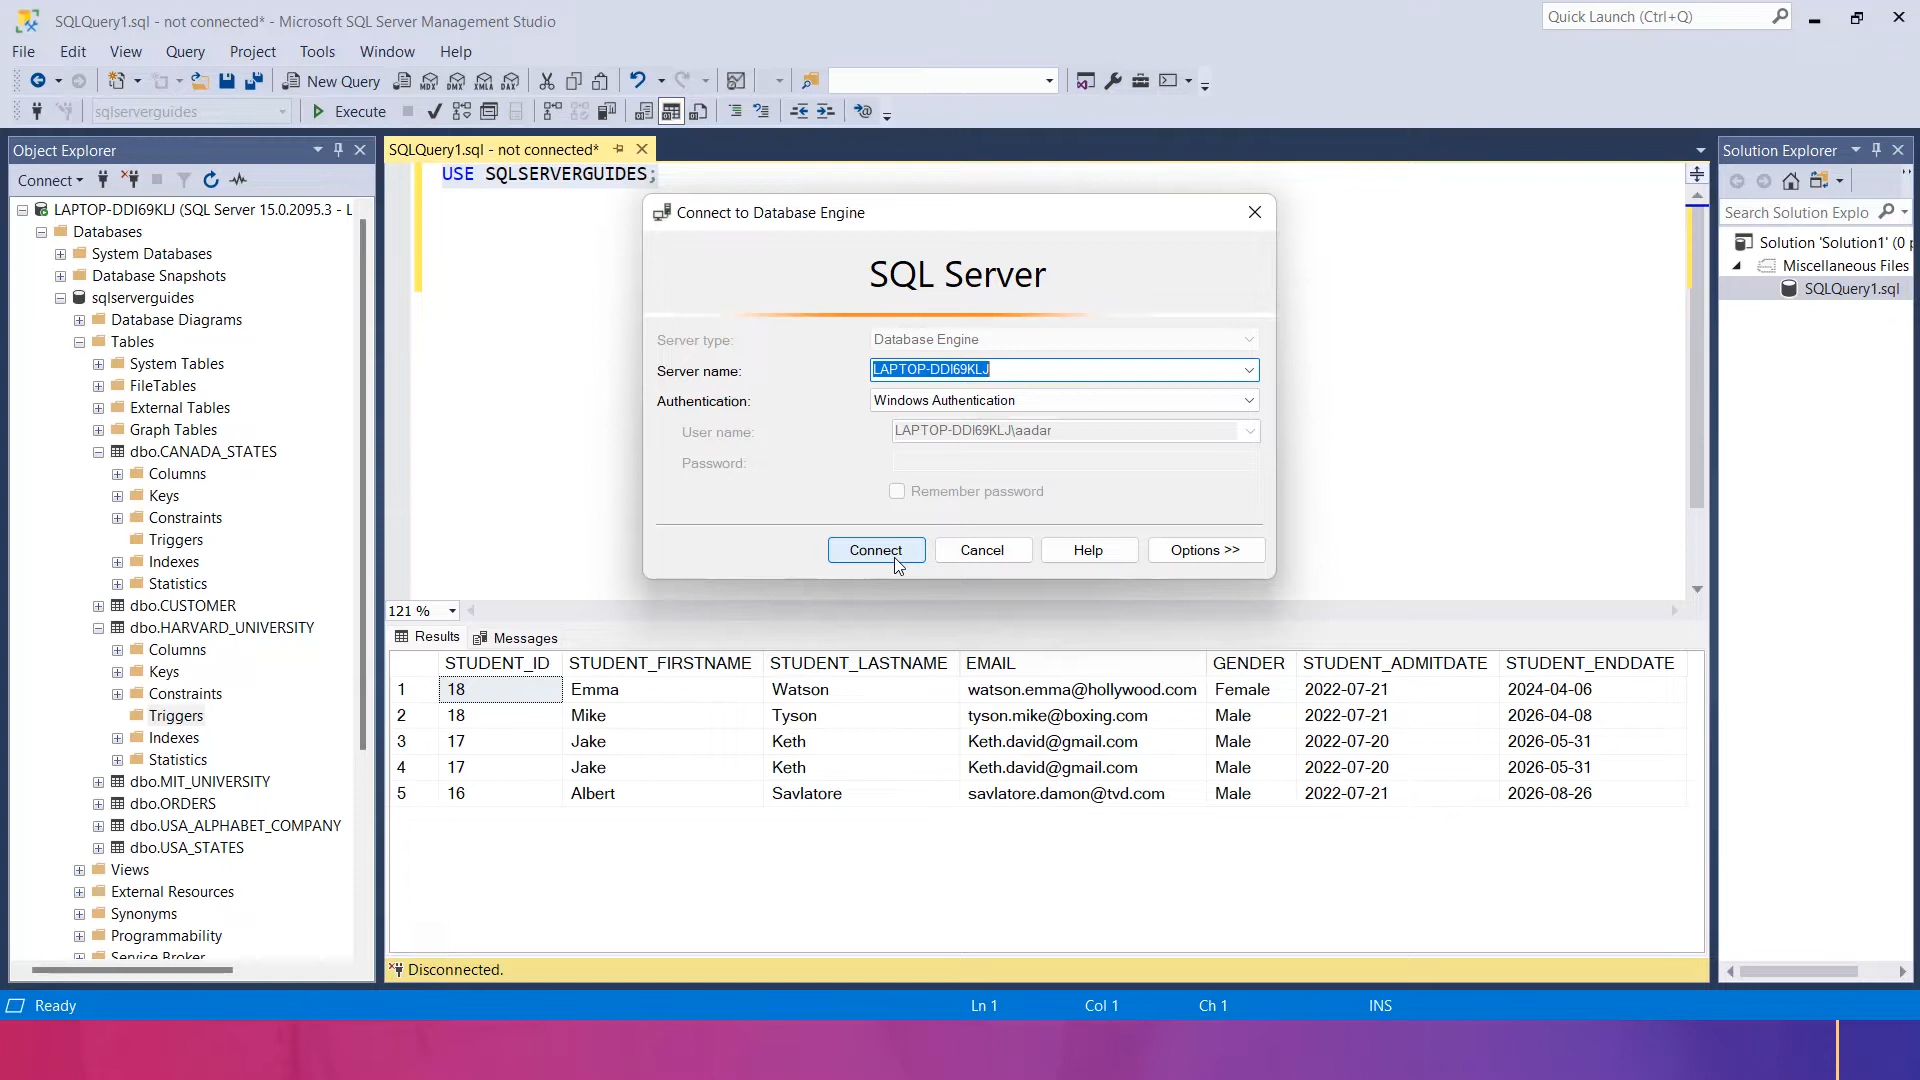 SQLQuery1.sql - not connected* - Microsoft SQL Server Management Studio
Quick Launch (Ctrl+Q)
File Edit View Query Project Tools Window Help
New Query
MDX DMX XMLA DAX
sqlserverguides
Execute
Object Explorer
SQLQuery1.sql - not connected*
Solution Explorer
Connect
USE SQLSERVERGUIDES;
Search Solution Explo
LAPTOP-DDI69KLJ (SQL Server 15.0.2095.3 - L
Databases
System Databases
Database Snapshots
sqlserverguides
Database Diagrams
Tables
System Tables
FileTables
External Tables
Graph Tables
dbo.CANADA_STATES
Columns
Keys
Constraints
Triggers
Indexes
Statistics
dbo.CUSTOMER
dbo.HARVARD_UNIVERSITY
Columns
Keys
Constraints
Triggers
Indexes
Statistics
dbo.MIT_UNIVERSITY
dbo.ORDERS
dbo.USA_ALPHABET_COMPANY
dbo.USA_STATES
Views
External Resources
Synonyms
Programmability
Service Broker
Connect to Database Engine
SQL Server
Server type: Database Engine
Server name: LAPTOP-DDI69KLJ
Authentication: Windows Authentication
User name: LAPTOP-DDI69KLJ\aadar
Password:
Remember password
Connect Cancel Help Options >>
Solution 'Solution1' (0 p
Miscellaneous Files
SQLQuery1.sql
121 %
Results Messages
STUDENT_ID STUDENT_FIRSTNAME STUDENT_LASTNAME EMAIL GENDER STUDENT_ADMITDATE STUDENT_ENDDATE
1 18 Emma Watson watson.emma@hollywood.com Female 2022-07-21 2024-04-06
2 18 Mike Tyson tyson.mike@boxing.com Male 2022-07-21 2026-04-08
3 17 Jake Keth Keth.david@gmail.com Male 2022-07-20 2026-05-31
4 17 Jake Keth Keth.david@gmail.com Male 2022-07-20 2026-05-31
5 16 Albert Savlatore savlatore.damon@tvd.com Male 2022-07-21 2026-08-26
Disconnected.
Ready Ln 1 Col 1 Ch 1 INS